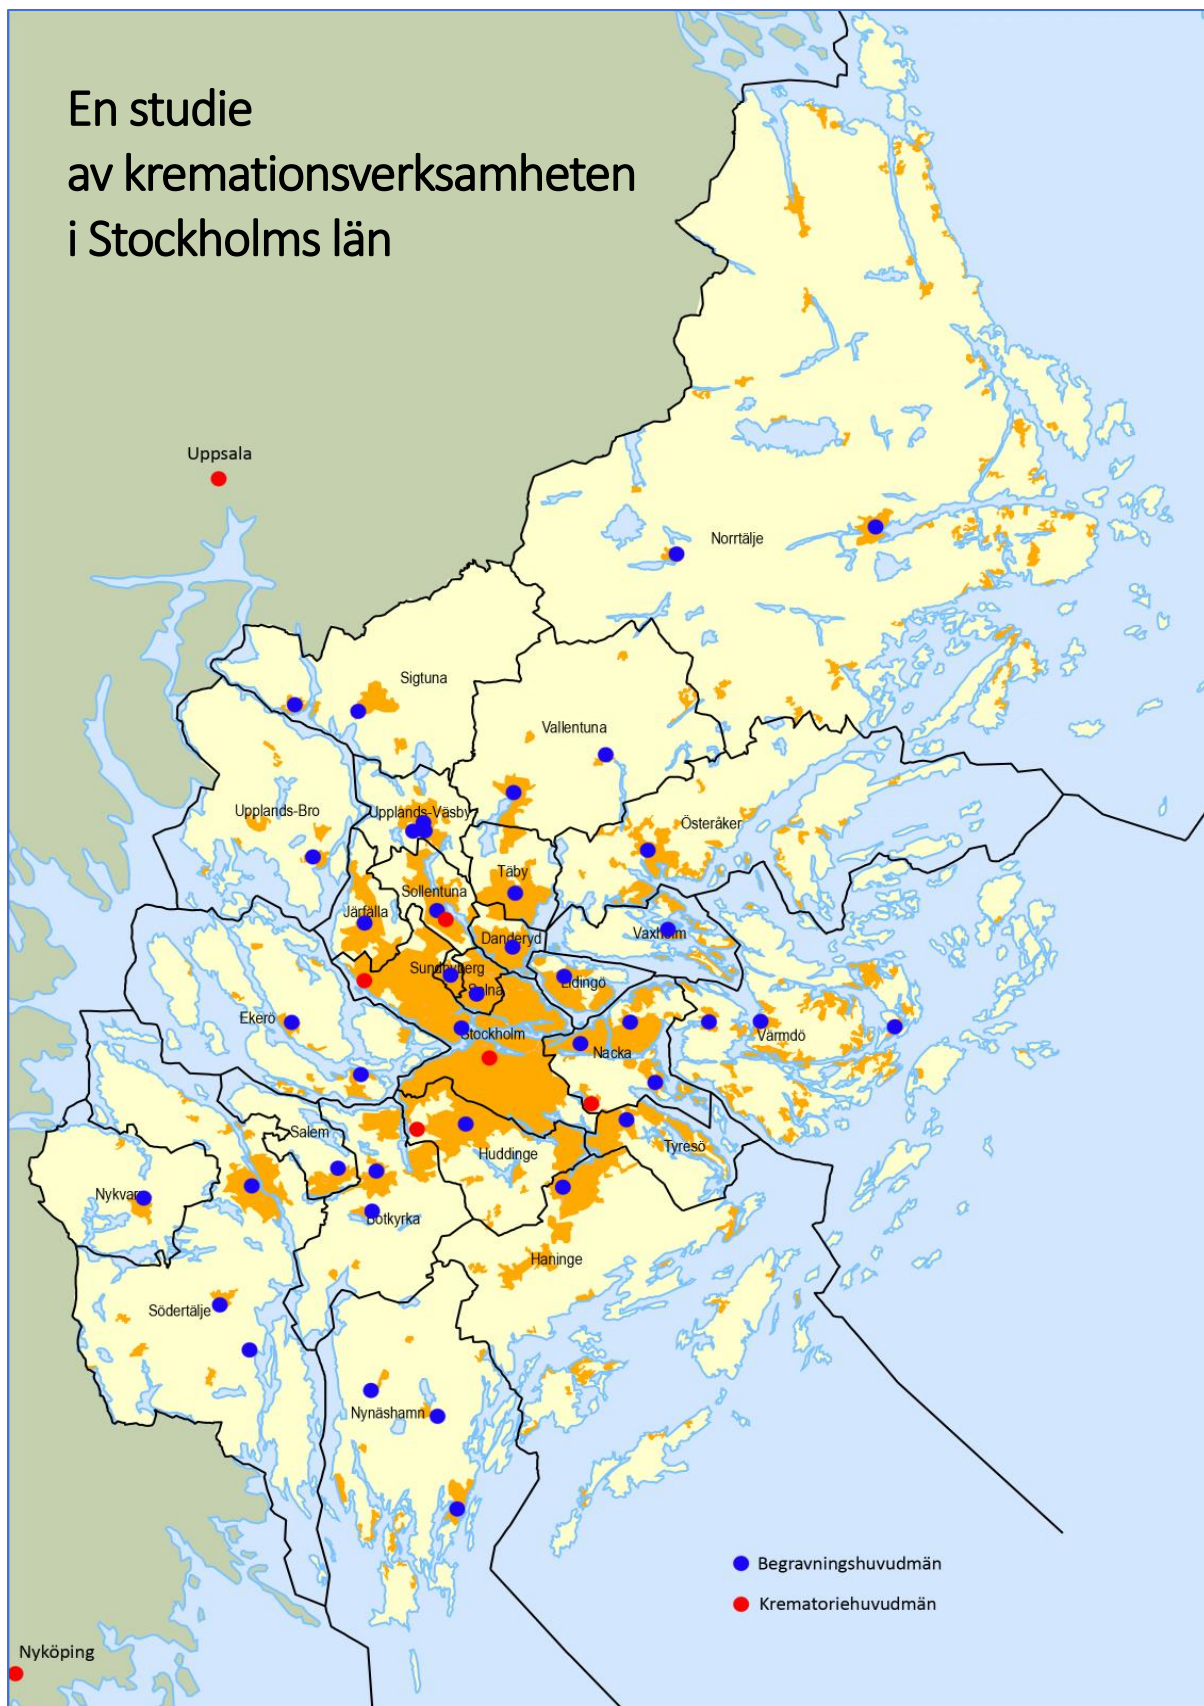 En studie
av kremationsverksamheten
i Stockholms län
Uppsala
Norrtälje
Sigtuna
Vallentuna
Upplands-Bro
Upplands-Väsby
Österåker
Täby
Sollentuna
Järfälla
Vaxholm
Danderyd
Sundbyberg
Lidingö
Solna
Ekerö
Stockholm
Värmdö
Nacka
Salem
Huddinge
Tyresö
Nykvarn
Botkyrka
Haninge
Södertälje
Nynäshamn
Begravningshuvudmän
Krematoriehuvudmän
Nyköping